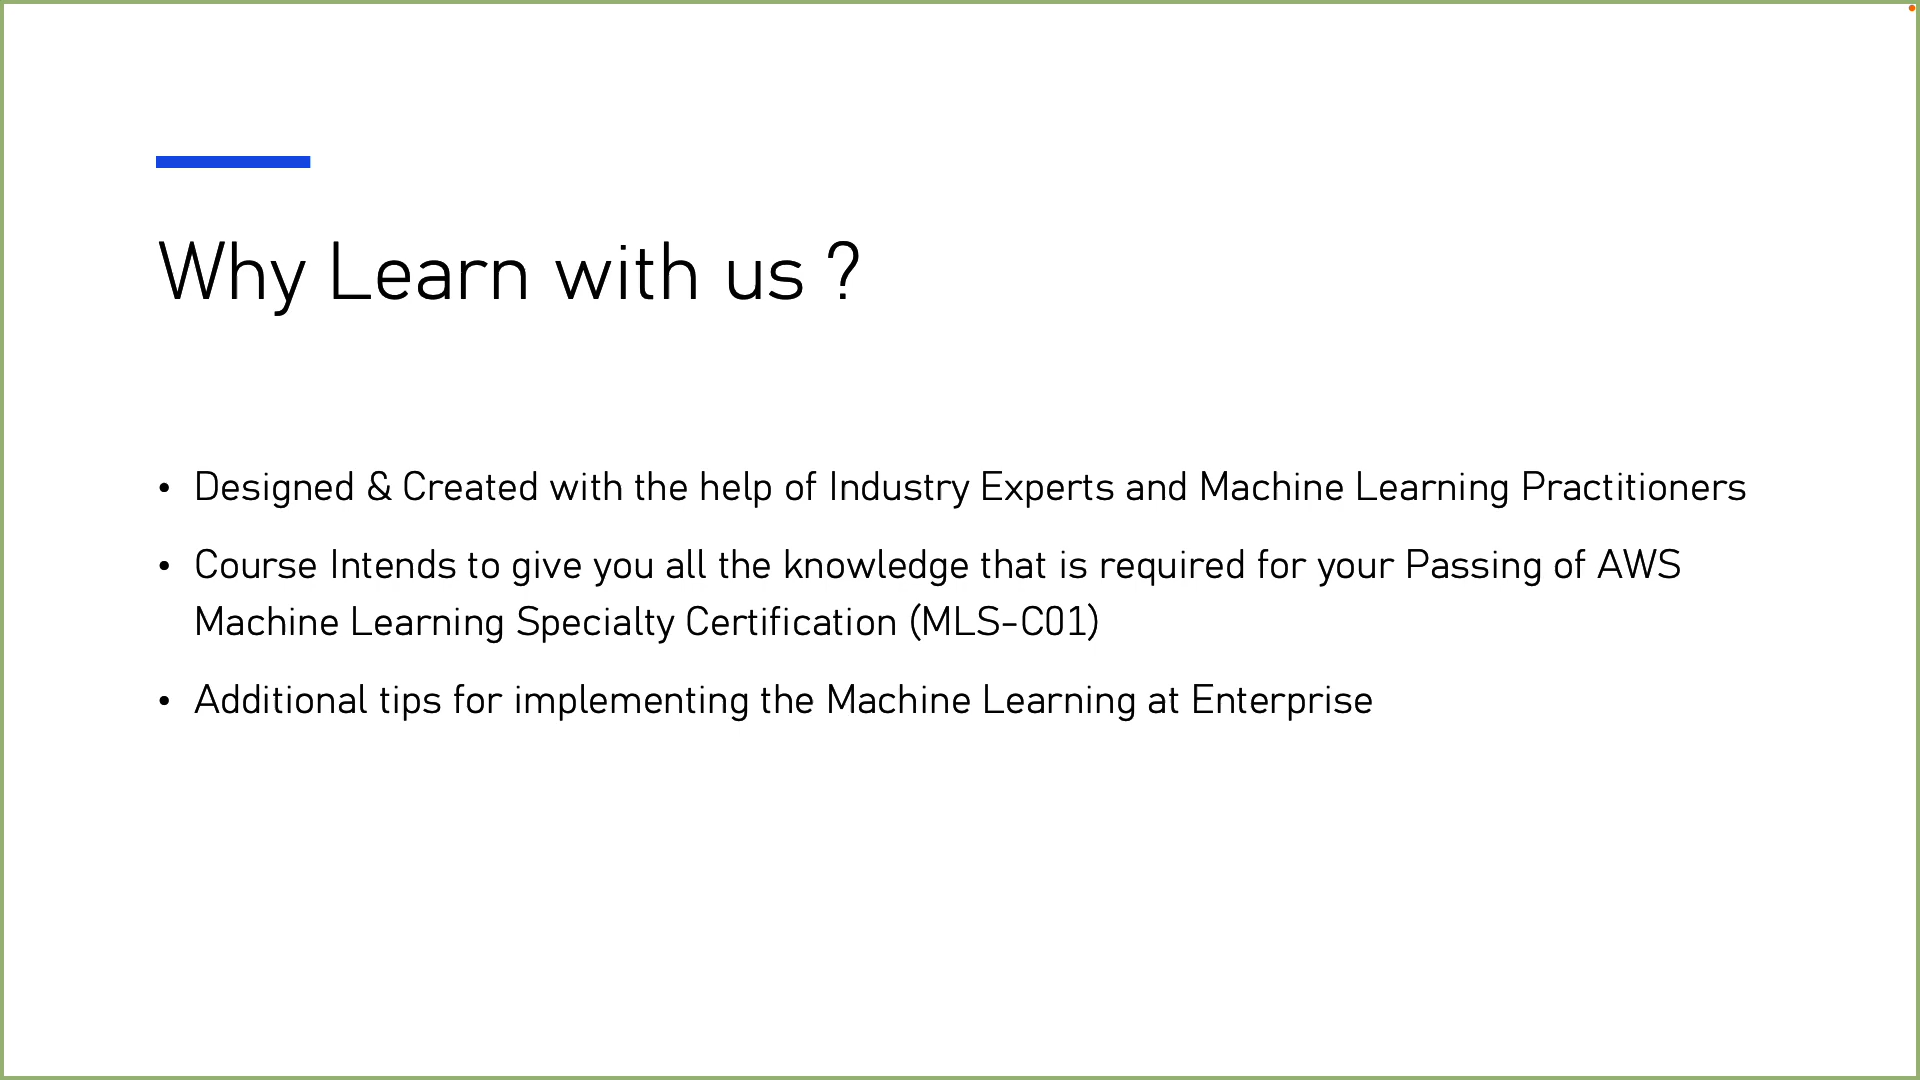 Why Learn with us ?
• Designed & Created with the help of Industry Experts and Machine Learning Practitioners
• Course Intends to give you all the knowledge that is required for your Passing of AWS
Machine Learning Specialty Certification (MLS-C01)
• Additional tips for implementing the Machine Learning at Enterprise